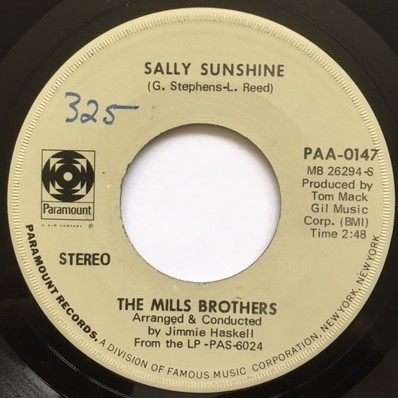 SALLY SUNSHINE
(G. Stephens-L. Reed)
325
PAA-0147
MB 26294-S
Produced by
Tom Mack
Gil Music
Corp. (BMI)
Time 2:48
Paramount
A G+W COMPANY
STEREO
THE MILLS BROTHERS
Arranged & Conducted
by Jimmie Haskell
From the LP -PAS-6024
PARAMOUNT RECORDS, A DIVISION OF FAMOUS MUSIC CORPORATION, NEW YORK, NEW YORK